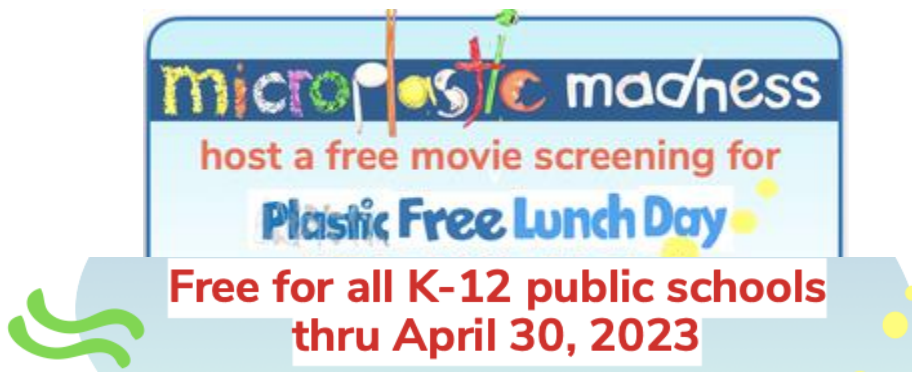 microplastic madness
host a free movie screening for
Plastic Free Lunch Day
Free for all K-12 public schools
thru April 30, 2023